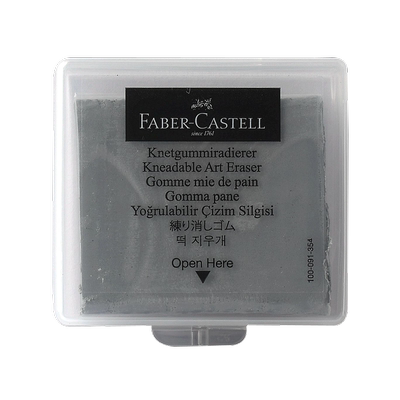 FABER-CASTELL
since 1761
Knetgummiradierer
Kneadable Art Eraser
Gomme mie de pain
Gomma pane
Yoğrulabilir Çizim Silgisi
練り消しゴム
떡 지우개
Open Here
100-091-354